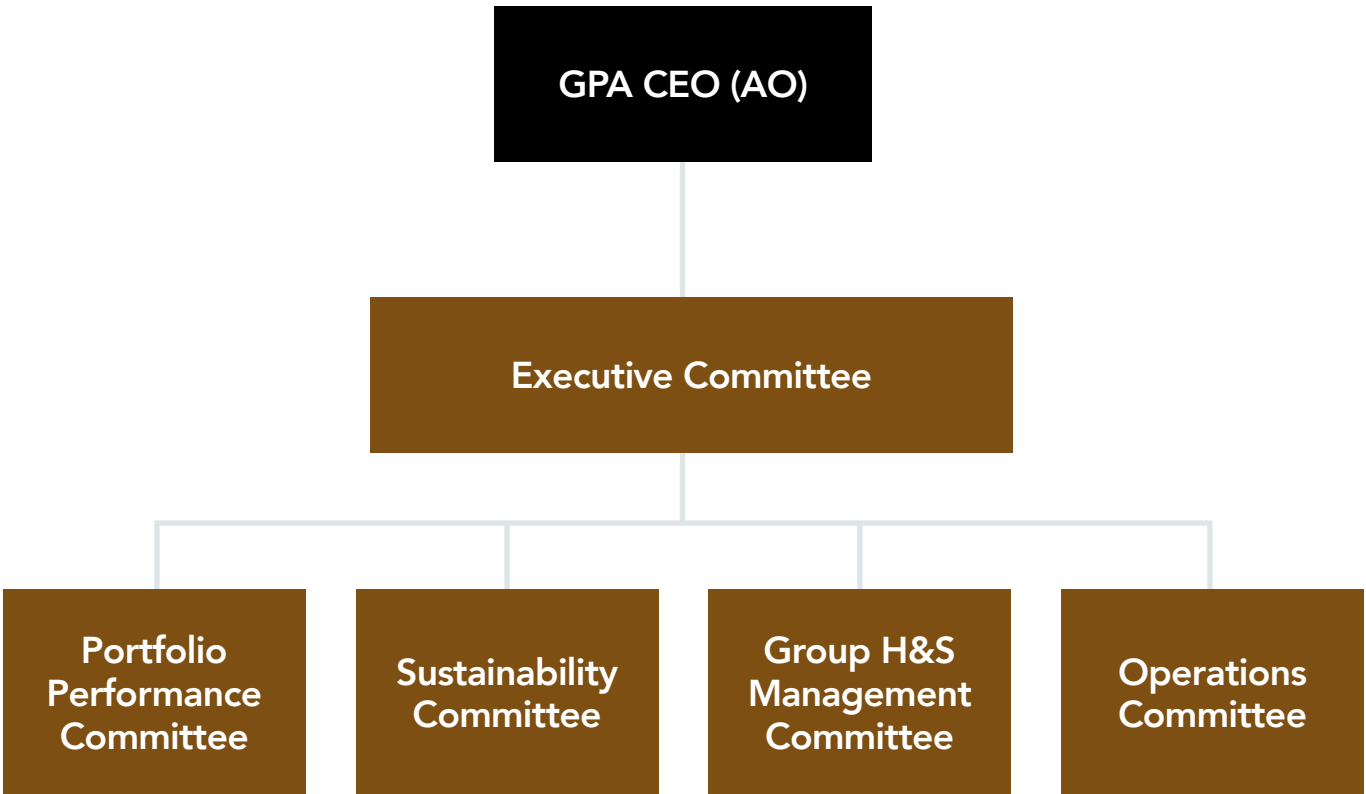 GPA CEO (AO)
Executive Committee
Portfolio
Performance
Committee
Sustainability
Committee
Group H&S
Management
Committee
Operations
Committee